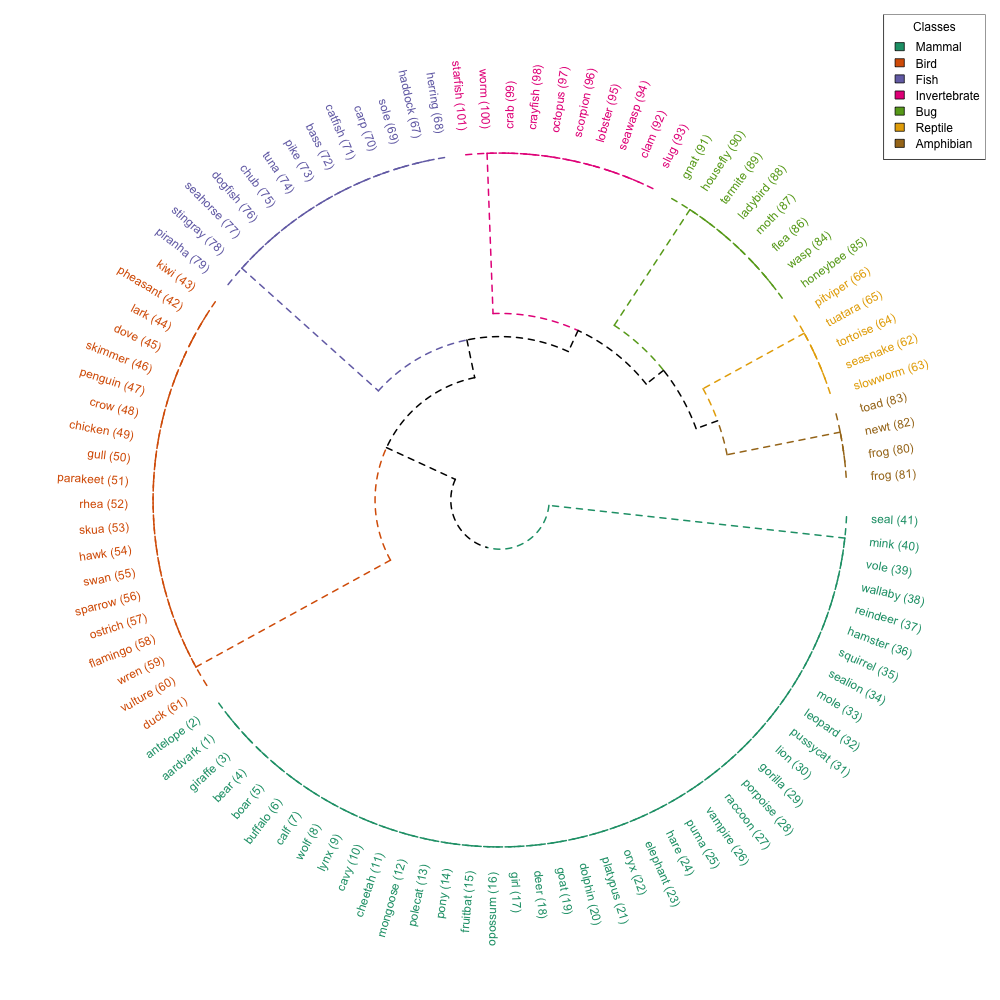 Classes
Mammal
Bird
Fish
Invertebrate
Bug
Reptile
Amphibian
starfish (101)
worm (100)
crab (99)
crayfish (98)
octopus (97)
scorpion (96)
lobster (95)
seawasp (94)
clam (92)
slug (93)
gnat (91)
housefly (90)
termite (89)
ladybird (88)
moth (87)
flea (86)
wasp (84)
honeybee (85)
pitviper (66)
tuatara (65)
tortoise (64)
seasnake (62)
slowworm (63)
toad (83)
newt (82)
frog (80)
frog (81)
seal (41)
mink (40)
vole (39)
wallaby (38)
reindeer (37)
hamster (36)
squirrel (35)
sealion (34)
mole (33)
leopard (32)
pussycat (31)
lion (30)
gorilla (29)
porpoise (28)
raccoon (27)
vampire (26)
puma (25)
hare (24)
elephant (23)
oryx (22)
platypus (21)
dolphin (20)
goat (19)
deer (18)
girl (17)
opossum (16)
fruitbat (15)
pony (14)
polecat (13)
mongoose (12)
cheetah (11)
cavy (10)
lynx (9)
wolf (8)
calf (7)
buffalo (6)
boar (5)
bear (4)
giraffe (3)
aardvark (1)
antelope (2)
duck (61)
vulture (60)
wren (59)
flamingo (58)
ostrich (57)
sparrow (56)
swan (55)
hawk (54)
skua (53)
rhea (52)
parakeet (51)
gull (50)
chicken (49)
crow (48)
penguin (47)
skimmer (46)
dove (45)
lark (44)
pheasant (42)
kiwi (43)
piranha (79)
stingray (78)
seahorse (77)
dogfish (76)
chub (75)
tuna (74)
pike (73)
bass (72)
catfish (71)
carp (70)
sole (69)
haddock (67)
herring (68)